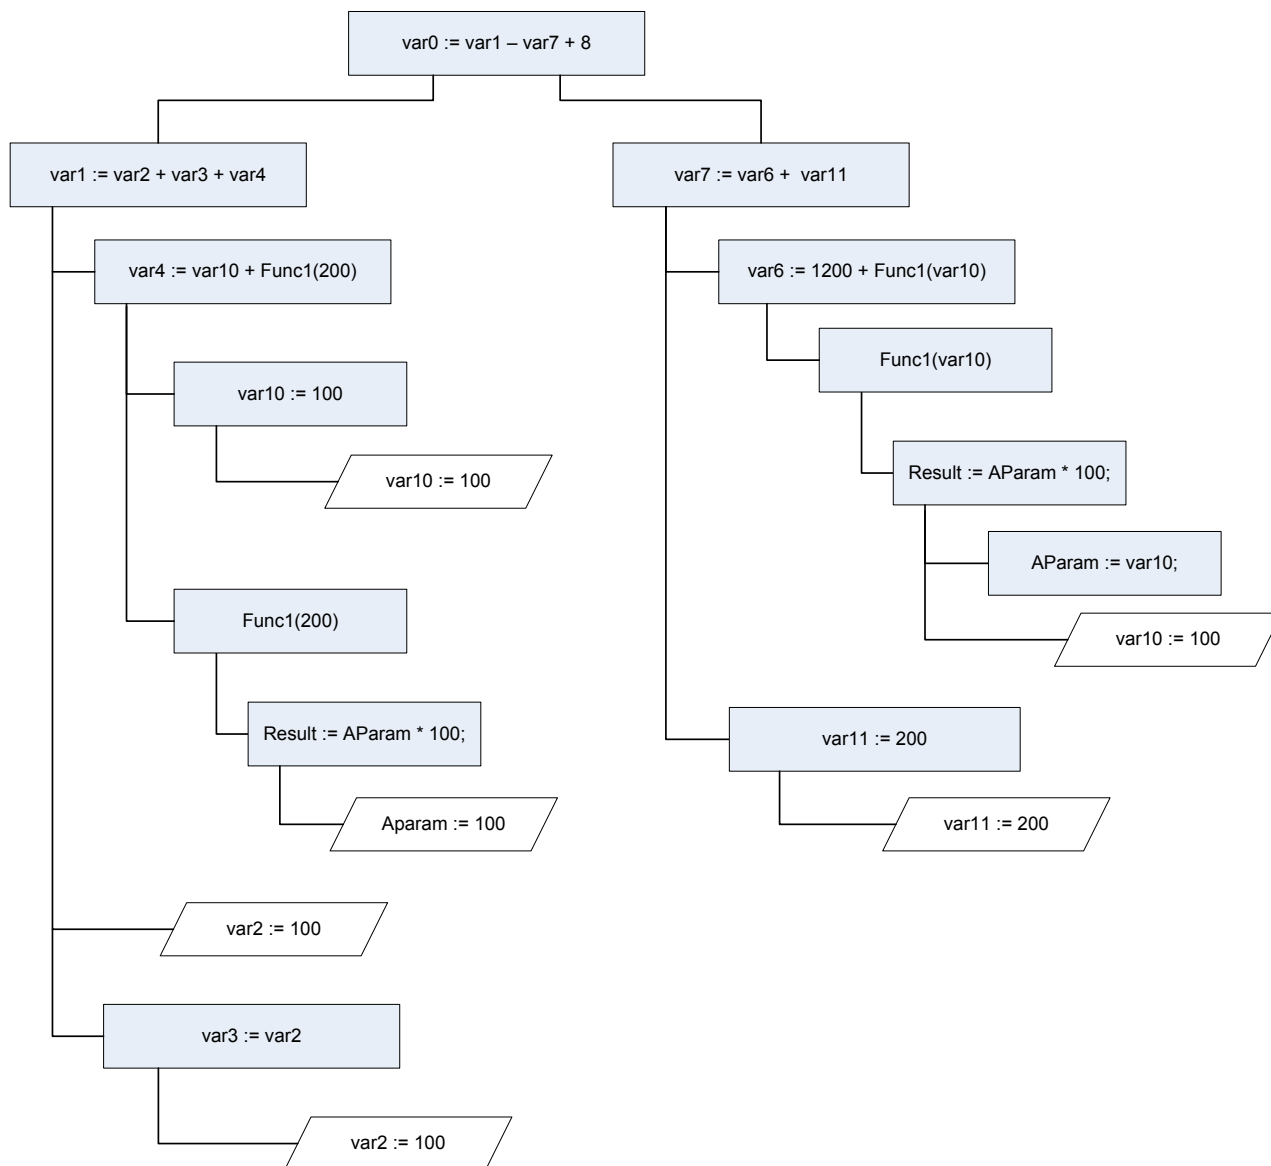 var0 := var1 – var7 + 8
var1 := var2 + var3 + var4
var7 := var6 +  var11
var4 := var10 + Func1(200)
var6 := 1200 + Func1(var10)
Func1(var10)
var10 := 100
Result := AParam * 100;
var10 := 100
AParam := var10;
Func1(200)
var10 := 100
Result := AParam * 100;
var11 := 200
Aparam := 100
var11 := 200
var2 := 100
var3 := var2
var2 := 100